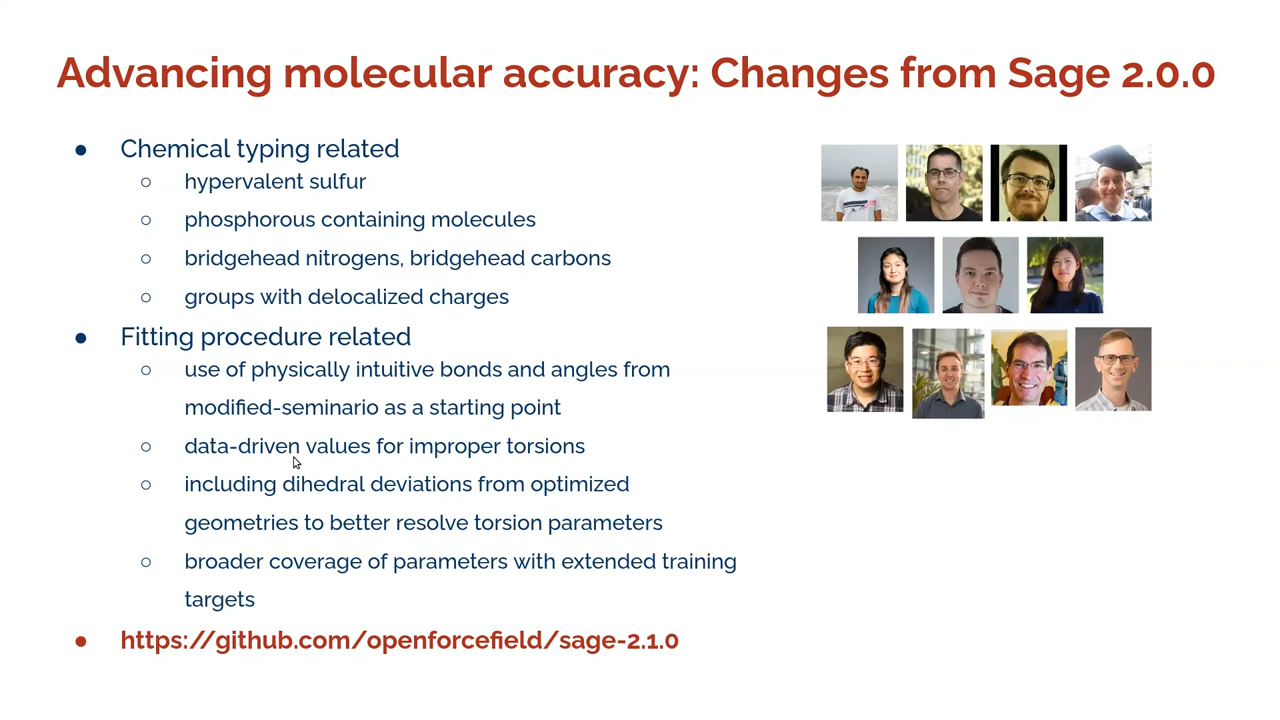 Advancing molecular accuracy: Changes from Sage 2.0.0
● Chemical typing related
○ hypervalent sulfur
○ phosphorous containing molecules
○ bridgehead nitrogens, bridgehead carbons
○ groups with delocalized charges
● Fitting procedure related
○ use of physically intuitive bonds and angles from
modified-seminario as a starting point
○ data-driven values for improper torsions
○ including dihedral deviations from optimized
geometries to better resolve torsion parameters
○ broader coverage of parameters with extended training
targets
● https://github.com/openforcefield/sage-2.1.0